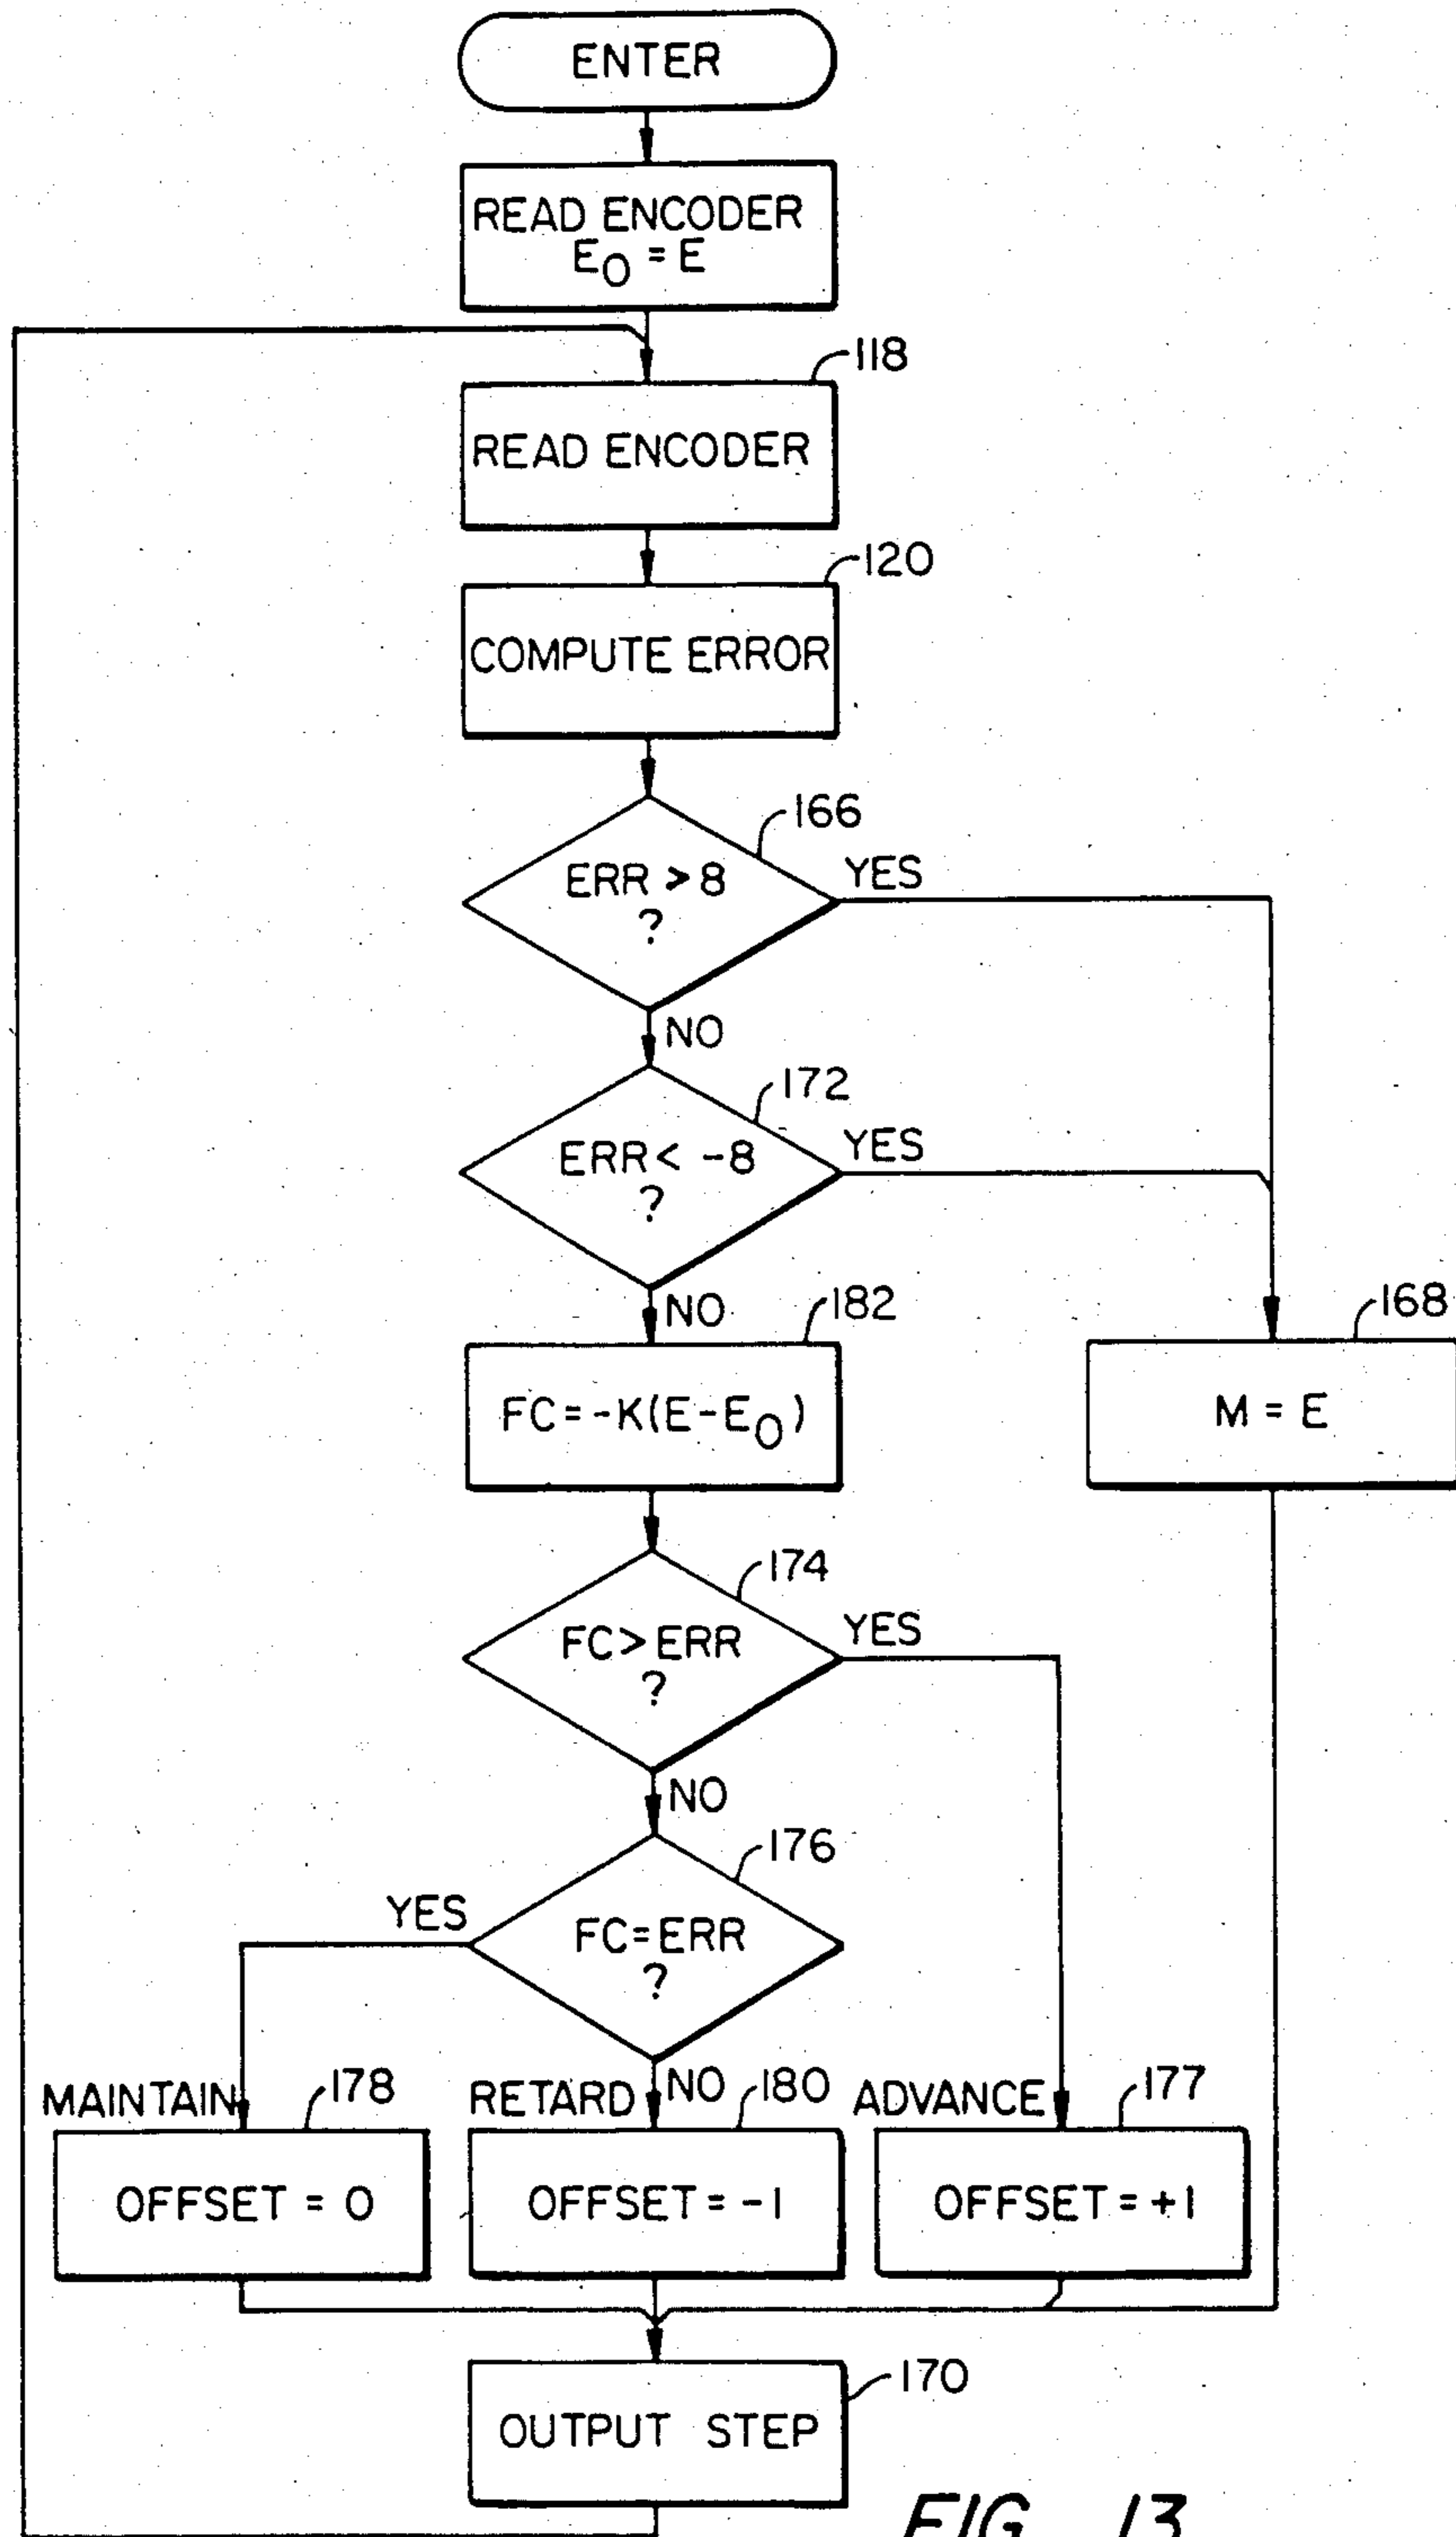 ENTER
READ ENCODER
E0 = E
118
READ ENCODER
120
COMPUTE ERROR
166
ERR > 8
?
YES
NO
172
ERR < -8
?
YES
NO
182
FC = -K(E-E0)
168
M = E
174
FC > ERR
?
YES
NO
176
YES
FC = ERR
?
MAINTAIN
178
RETARD
NO
180
ADVANCE
177
OFFSET = 0
OFFSET = -1
OFFSET = +1
170
OUTPUT STEP
FIG. 13